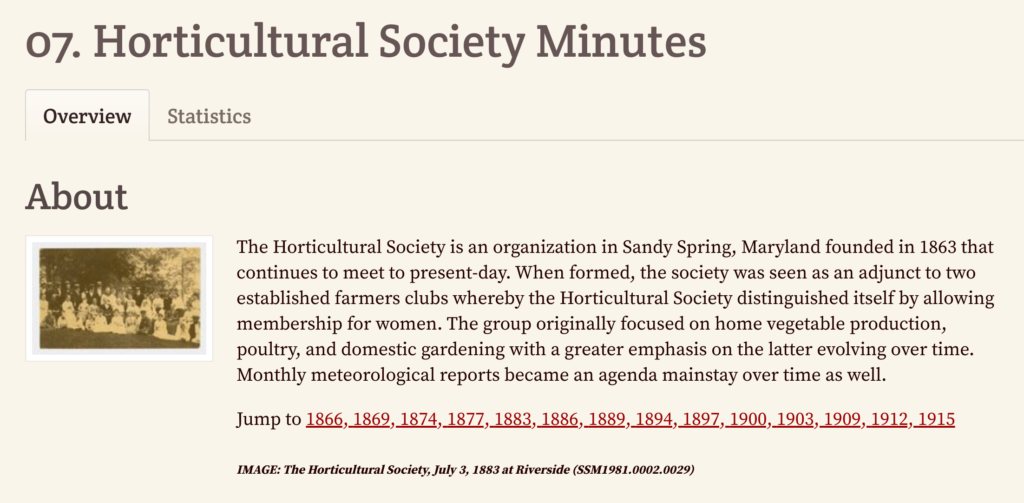 07. Horticultural Society Minutes
Overview
Statistics
About
The Horticultural Society is an organization in Sandy Spring, Maryland founded in 1863 that
continues to meet to present-day. When formed, the society was seen as an adjunct to two
established farmers clubs whereby the Horticultural Society distinguished itself by allowing
membership for women. The group originally focused on home vegetable production,
poultry, and domestic gardening with a greater emphasis on the latter evolving over time.
Monthly meteorological reports became an agenda mainstay over time as well.
Jump to 1866, 1869, 1874, 1877, 1883, 1886, 1889, 1894, 1897, 1900, 1903, 1909, 1912, 1915
IMAGE: The Horticultural Society, July 3, 1883 at Riverside (SSM1981.0002.0029)